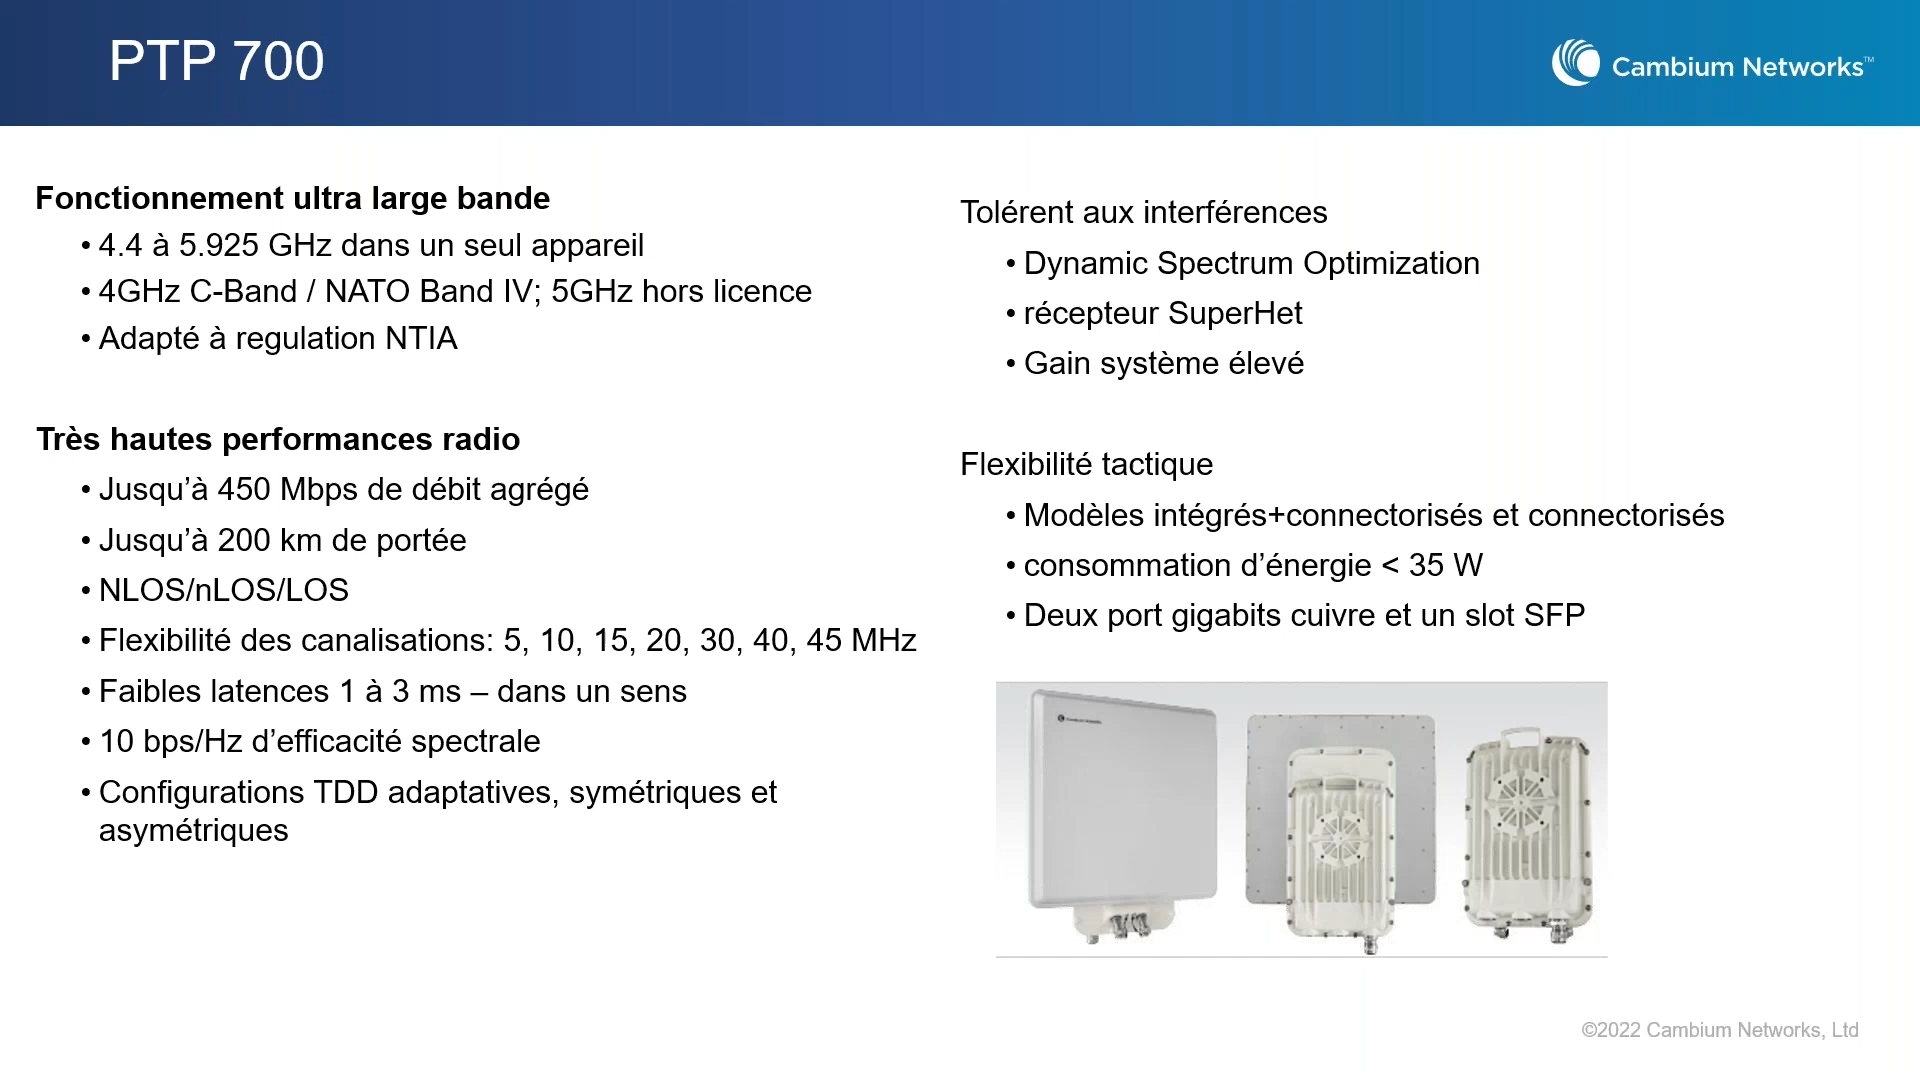 PTP 700
Cambium Networks™
Fonctionnement ultra large bande
• 4.4 à 5.925 GHz dans un seul appareil
• 4GHz C-Band / NATO Band IV; 5GHz hors licence
• Adapté à regulation NTIA
Très hautes performances radio
• Jusqu’à 450 Mbps de débit agrégé
• Jusqu’à 200 km de portée
• NLOS/nLOS/LOS
• Flexibilité des canalisations: 5, 10, 15, 20, 30, 40, 45 MHz
• Faibles latences 1 à 3 ms – dans un sens
• 10 bps/Hz d’efficacité spectrale
• Configurations TDD adaptatives, symétriques et
asymétriques
Tolérent aux interférences
• Dynamic Spectrum Optimization
• récepteur SuperHet
• Gain système élevé
Flexibilité tactique
• Modèles intégrés+connectorisés et connectorisés
• consommation d’énergie < 35 W
• Deux port gigabits cuivre et un slot SFP
Cambium Networks
©2022 Cambium Networks, Ltd